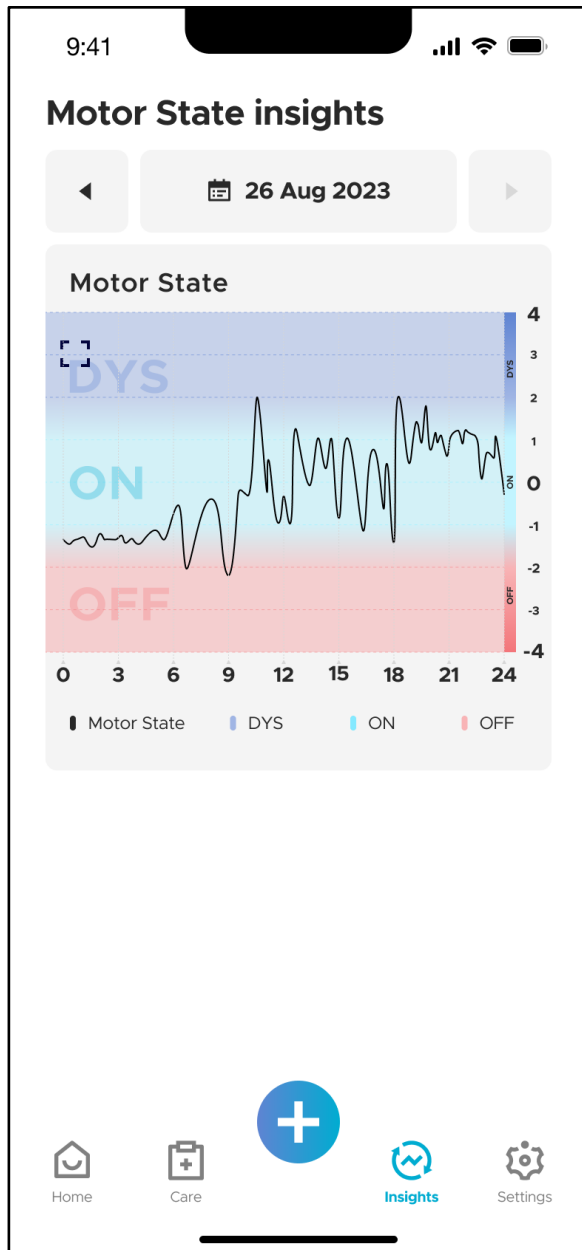 9:41
Motor State insights
26 Aug 2023
Motor State
4
DYS
3
DYS
2
1
ON
0
ON
-1
-2
OFF
OFF
-3
-4
0 3 6 9 12 15 18 21 24
Motor State DYS ON OFF
Home Care Insights Settings